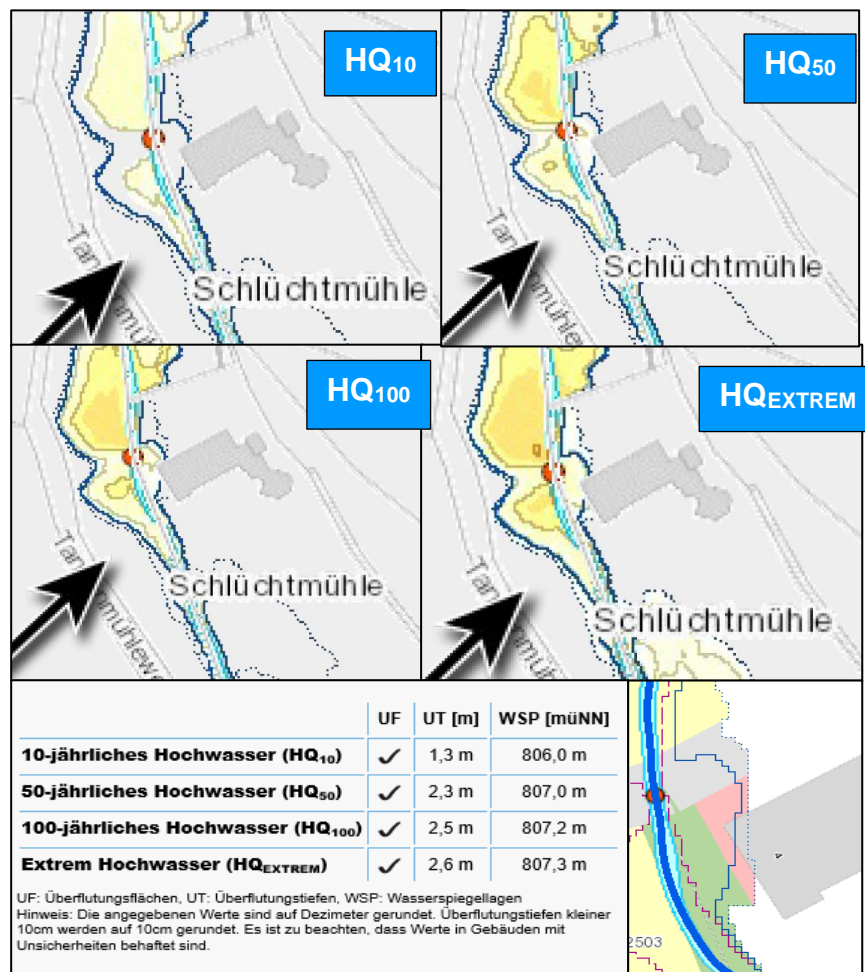 HQ10
HQ50
Schlüchtmühle
Schlüchtmühle
HQ100
HQEXTREM
Schlüchtmühle
Schlüchtmühle
UF UT [m] WSP [müNN]
10-jährliches Hochwasser (HQ10) ✓ 1,3 m 806,0 m
50-jährliches Hochwasser (HQ50) ✓ 2,3 m 807,0 m
100-jährliches Hochwasser (HQ100) ✓ 2,5 m 807,2 m
Extrem Hochwasser (HQEXTREM) ✓ 2,6 m 807,3 m
UF: Überflutungsflächen, UT: Überflutungstiefen, WSP: Wasserspiegellagen
Hinweis: Die angegebenen Werte sind auf Dezimeter gerundet. Überflutungstiefen kleiner
10cm werden auf 10cm gerundet. Es ist zu beachten, dass Werte in Gebäuden mit
Unsicherheiten behaftet sind.
2503